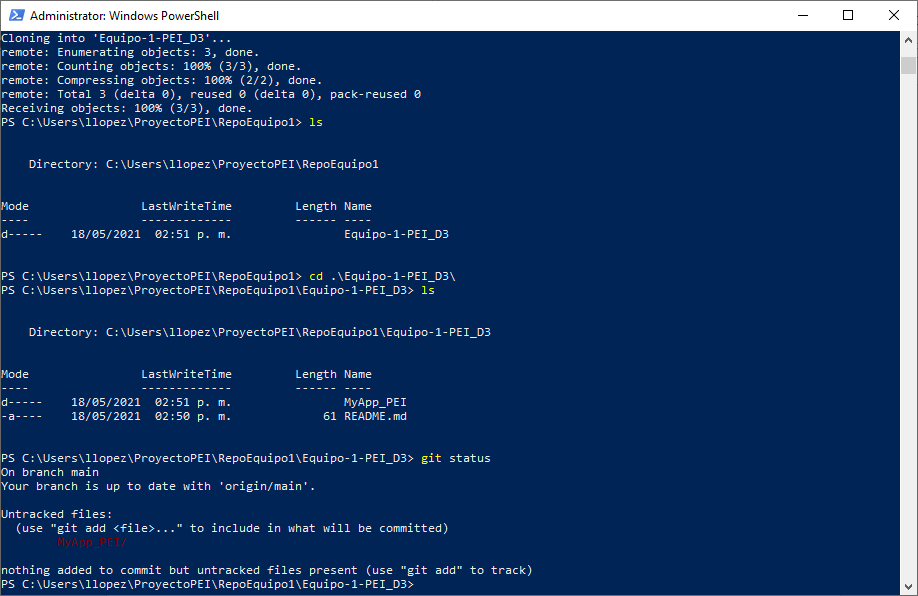 Administrator: Windows PowerShell
Cloning into 'Equipo-1-PEI_D3'...
remote: Enumerating objects: 3, done.
remote: Counting objects: 100% (3/3), done.
remote: Compressing objects: 100% (2/2), done.
remote: Total 3 (delta 0), reused 0 (delta 0), pack-reused 0
Receiving objects: 100% (3/3), done.
PS C:\Users\llopez\ProyectoPEI\RepoEquipo1> ls
    Directory: C:\Users\llopez\ProyectoPEI\RepoEquipo1
Mode                LastWriteTime         Length Name
----                -------------         ------ ----
d-----    18/05/2021  02:51 p. m.                Equipo-1-PEI_D3
PS C:\Users\llopez\ProyectoPEI\RepoEquipo1> cd .\Equipo-1-PEI_D3\
PS C:\Users\llopez\ProyectoPEI\RepoEquipo1\Equipo-1-PEI_D3> ls
    Directory: C:\Users\llopez\ProyectoPEI\RepoEquipo1\Equipo-1-PEI_D3
Mode                LastWriteTime         Length Name
----                -------------         ------ ----
d-----    18/05/2021  02:51 p. m.                MyApp_PEI
-a----    18/05/2021  02:50 p. m.             61 README.md
PS C:\Users\llopez\ProyectoPEI\RepoEquipo1\Equipo-1-PEI_D3> git status
On branch main
Your branch is up to date with 'origin/main'.
Untracked files:
  (use "git add <file>..." to include in what will be committed)
        MyApp_PEI/
nothing added to commit but untracked files present (use "git add" to track)
PS C:\Users\llopez\ProyectoPEI\RepoEquipo1\Equipo-1-PEI_D3>